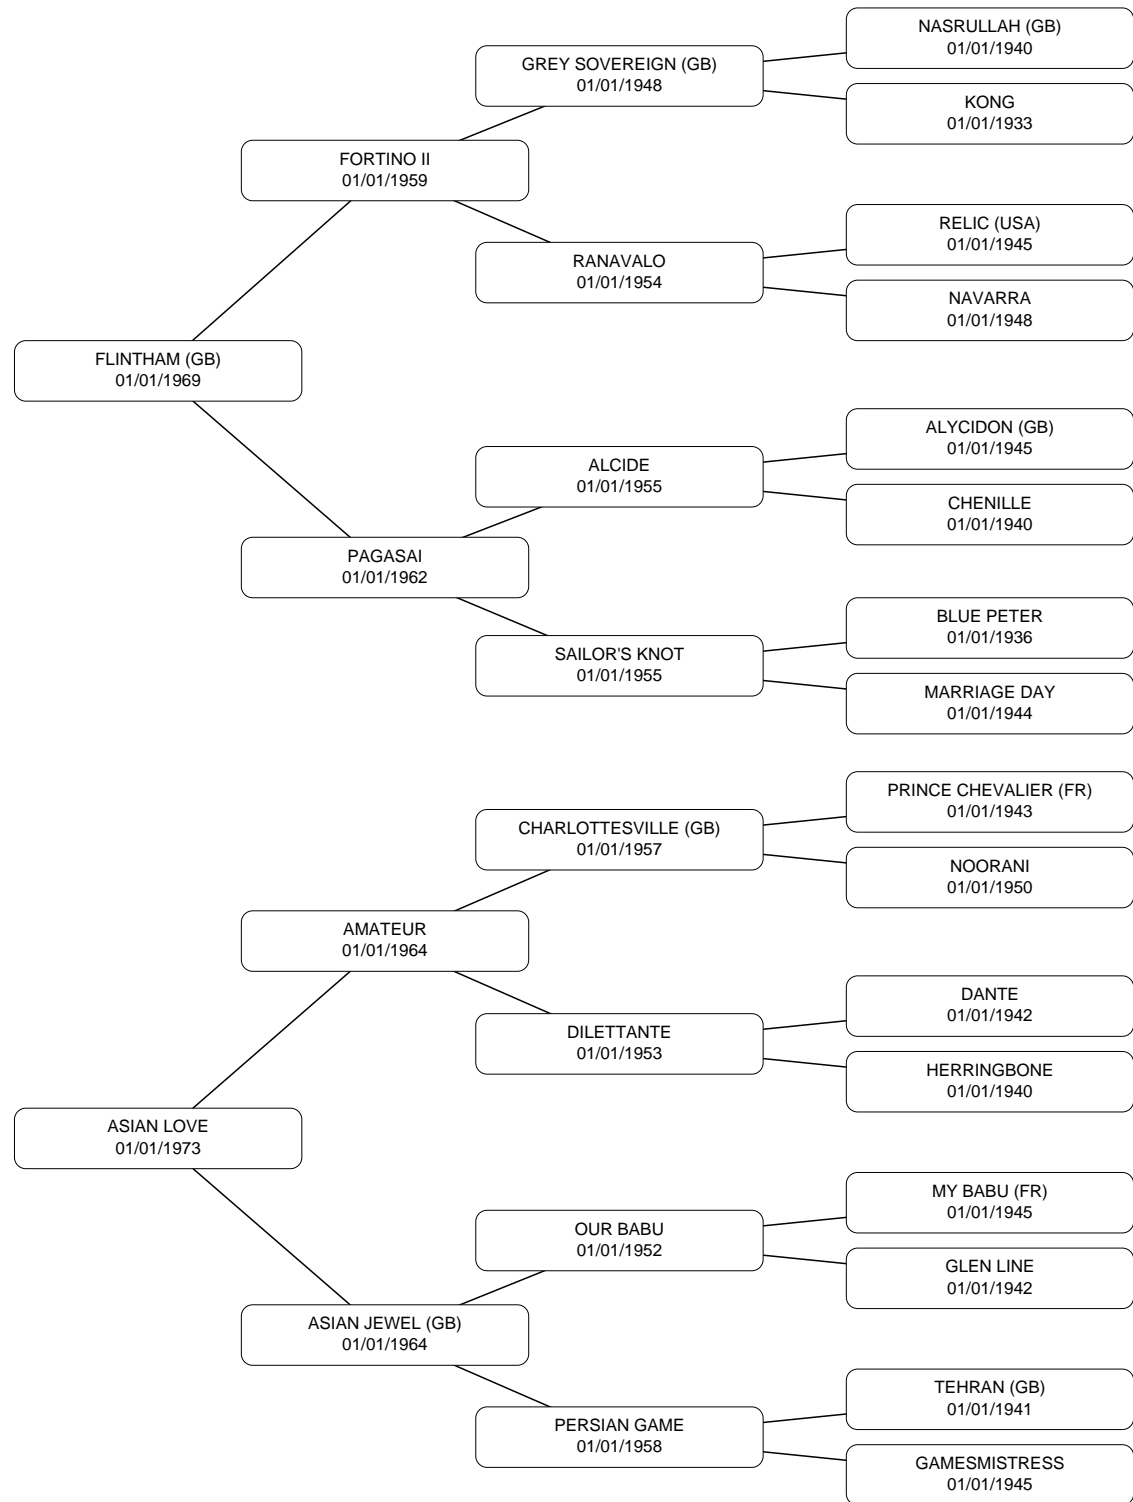 NASRULLAH (GB)
01/01/1940
GREY SOVEREIGN (GB)
01/01/1948
KONG
01/01/1933
FORTINO II
01/01/1959
RELIC (USA)
01/01/1945
RANAVALO
01/01/1954
NAVARRA
01/01/1948
FLINTHAM (GB)
01/01/1969
ALYCIDON (GB)
01/01/1945
ALCIDE
01/01/1955
CHENILLE
01/01/1940
PAGASAI
01/01/1962
BLUE PETER
01/01/1936
SAILOR'S KNOT
01/01/1955
MARRIAGE DAY
01/01/1944
PRINCE CHEVALIER (FR)
01/01/1943
CHARLOTTESVILLE (GB)
01/01/1957
NOORANI
01/01/1950
AMATEUR
01/01/1964
DANTE
01/01/1942
DILETTANTE
01/01/1953
HERRINGBONE
01/01/1940
ASIAN LOVE
01/01/1973
MY BABU (FR)
01/01/1945
OUR BABU
01/01/1952
GLEN LINE
01/01/1942
ASIAN JEWEL (GB)
01/01/1964
TEHRAN (GB)
01/01/1941
PERSIAN GAME
01/01/1958
GAMESMISTRESS
01/01/1945